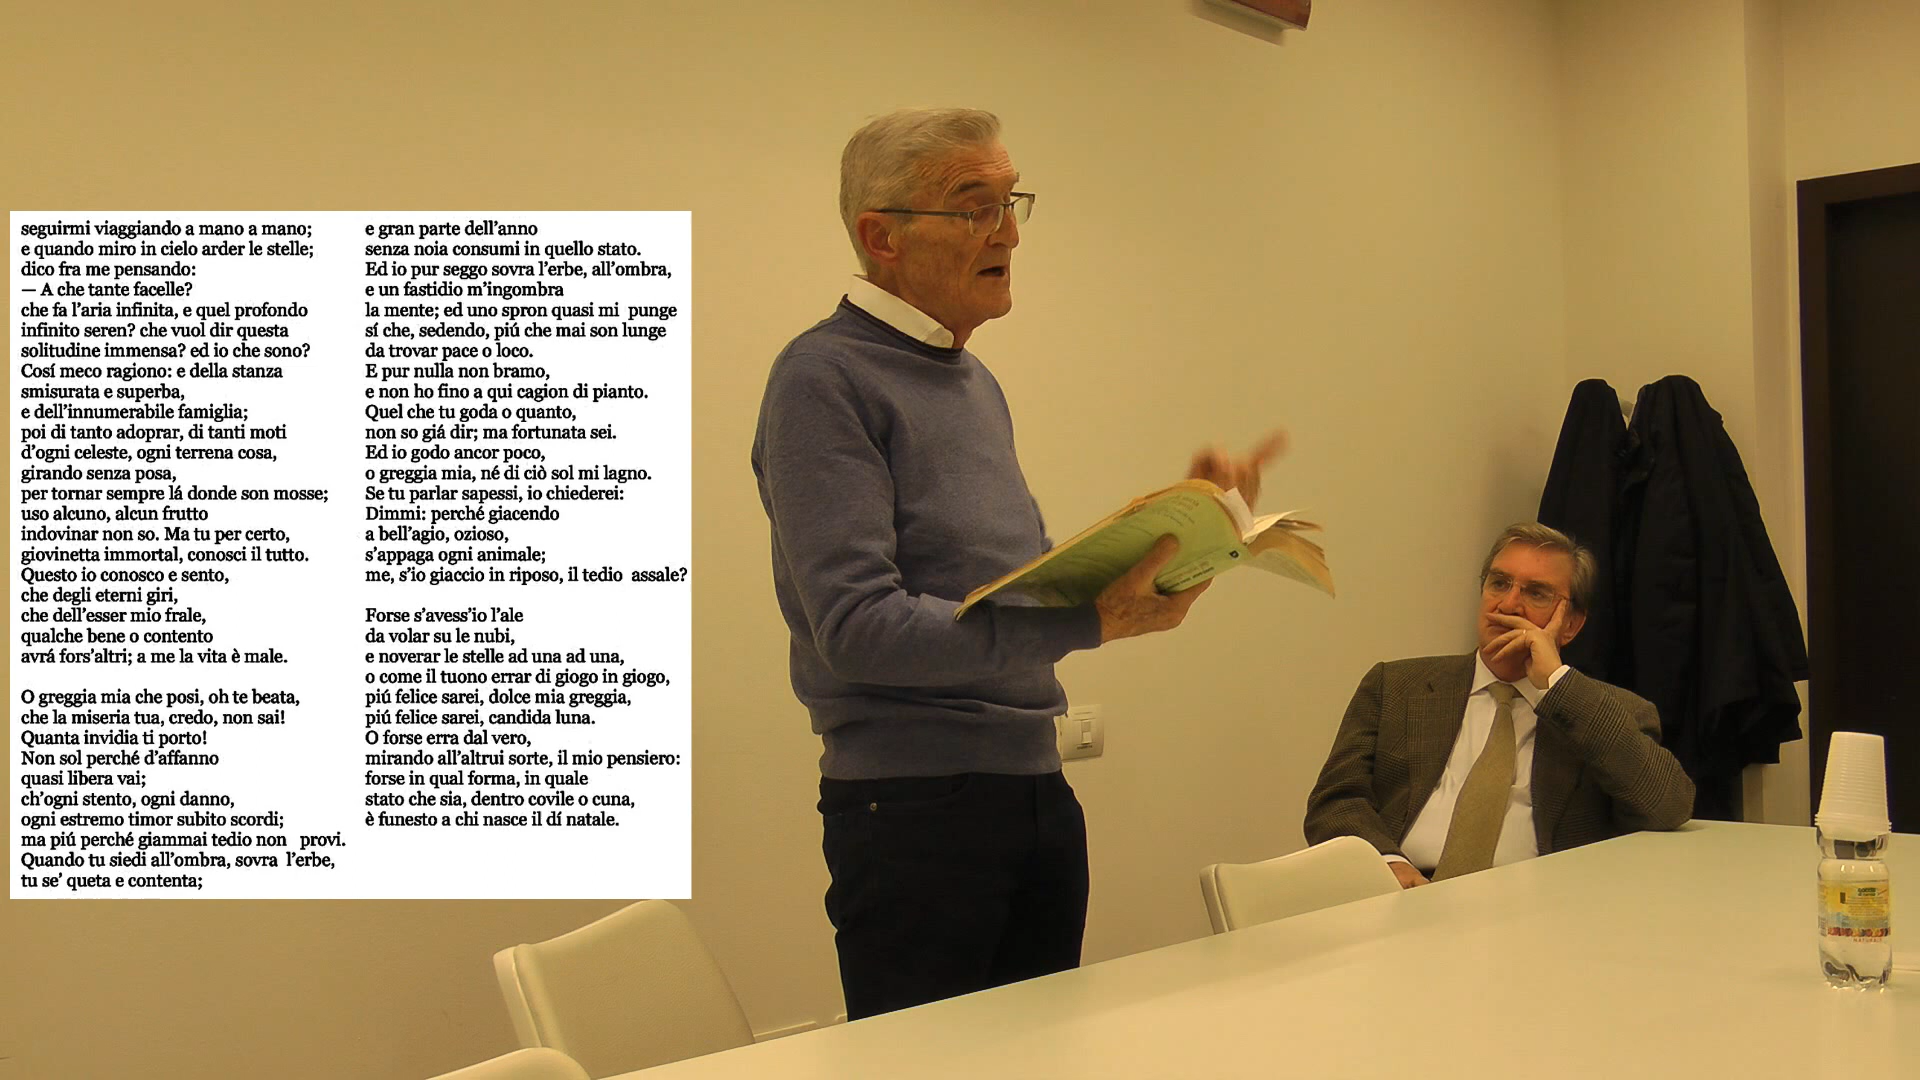 seguirmi viaggiando a mano a mano;
e quando miro in cielo arder le stelle;
dico fra me pensando:
— A che tante facelle?
che fa l'aria infinita, e quel profondo
infinito seren? che vuol dir questa
solitudine immensa? ed io che sono?
Cosí meco ragiono: e della stanza
smisurata e superba,
e dell'innumerabile famiglia;
poi di tanto adoprar, di tanti moti
d'ogni celeste, ogni terrena cosa,
girando senza posa,
per tornar sempre lá donde son mosse;
uso alcuno, alcun frutto
indovinar non so. Ma tu per certo,
giovinetta immortal, conosci il tutto.
Questo io conosco e sento,
che degli eterni giri,
che dell'esser mio frale,
qualche bene o contento
avrá fors'altri; a me la vita è male.
O greggia mia che posi, oh te beata,
che la miseria tua, credo, non sai!
Quanta invidia ti porto!
Non sol perché d'affanno
quasi libera vai;
ch'ogni stento, ogni danno,
ogni estremo timor subito scordi;
ma piú perché giammai tedio non provi.
Quando tu siedi all'ombra, sovra l'erbe,
tu se' queta e contenta;
e gran parte dell'anno
senza noia consumi in quello stato.
Ed io pur seggo sovra l'erbe, all'ombra,
e un fastidio m'ingombra
la mente; ed uno spron quasi mi punge
sí che, sedendo, piú che mai son lunge
da trovar pace o loco.
E pur nulla non bramo,
e non ho fino a qui cagion di pianto.
Quel che tu goda o quanto,
non so giá dir; ma fortunata sei.
Ed io godo ancor poco,
o greggia mia, né di ciò sol mi lagno.
Se tu parlar sapessi, io chiederei:
Dimmi: perché giacendo
a bell'agio, ozioso,
s'appaga ogni animale;
me, s'io giaccio in riposo, il tedio assale?
Forse s'avess'io l'ale
da volar su le nubi,
e noverar le stelle ad una ad una,
o come il tuono errar di giogo in giogo,
piú felice sarei, dolce mia greggia,
piú felice sarei, candida luna.
O forse erra dal vero,
mirando all'altrui sorte, il mio pensiero:
forse in qual forma, in quale
stato che sia, dentro covile o cuna,
è funesto a chi nasce il dí natale.
NATURALE